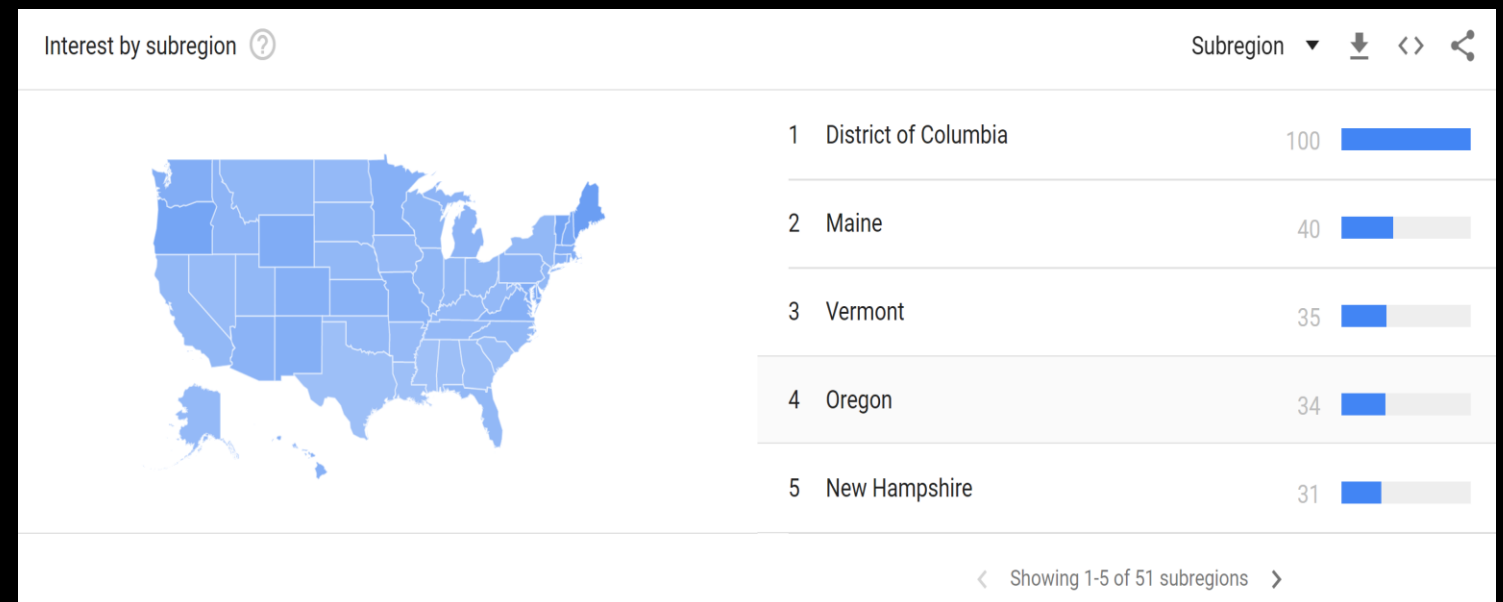 Interest by subregion ?
Subregion
1 District of Columbia 100
2 Maine 40
3 Vermont 35
4 Oregon 34
5 New Hampshire 31
Showing 1-5 of 51 subregions